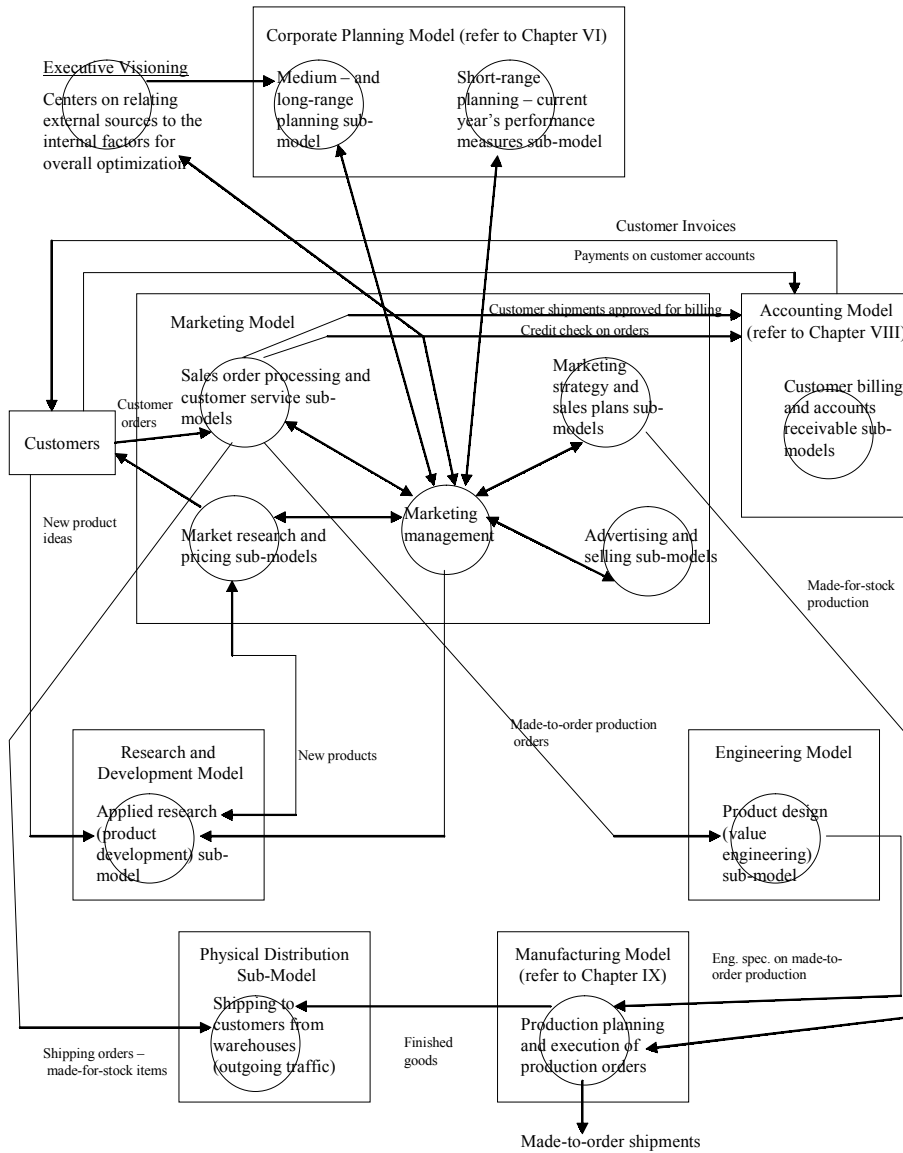 Corporate Planning Model (refer to Chapter VI)
Executive Visioning
Centers on relating
external sources to the
internal factors for
overall optimization
Medium – and
long-range
planning sub-
model
Short-range
planning – current
year's performance
measures sub-model
Customer Invoices
Payments on customer accounts
Marketing Model
Customer shipments approved for billing
Credit check on orders
Accounting Model
(refer to Chapter VIII)
Sales order processing and
customer service sub-
models
Marketing
strategy and
sales plans sub-
models
Customer billing
and accounts
receivable sub-
models
Customer
orders
Customers
New product
ideas
Market research and
pricing sub-models
Marketing
management
Advertising and
selling sub-models
Made-for-stock
production
Made-to-order production
orders
Research and
Development Model
New products
Engineering Model
Applied research
(product
development) sub-
model
Product design
(value
engineering)
sub-model
Physical Distribution
Sub-Model
Manufacturing Model
(refer to Chapter IX)
Eng. spec. on made-to-
order production
Shipping to
customers from
warehouses
(outgoing traffic)
Production planning
and execution of
production orders
Finished
goods
Shipping orders –
made-for-stock items
Made-to-order shipments